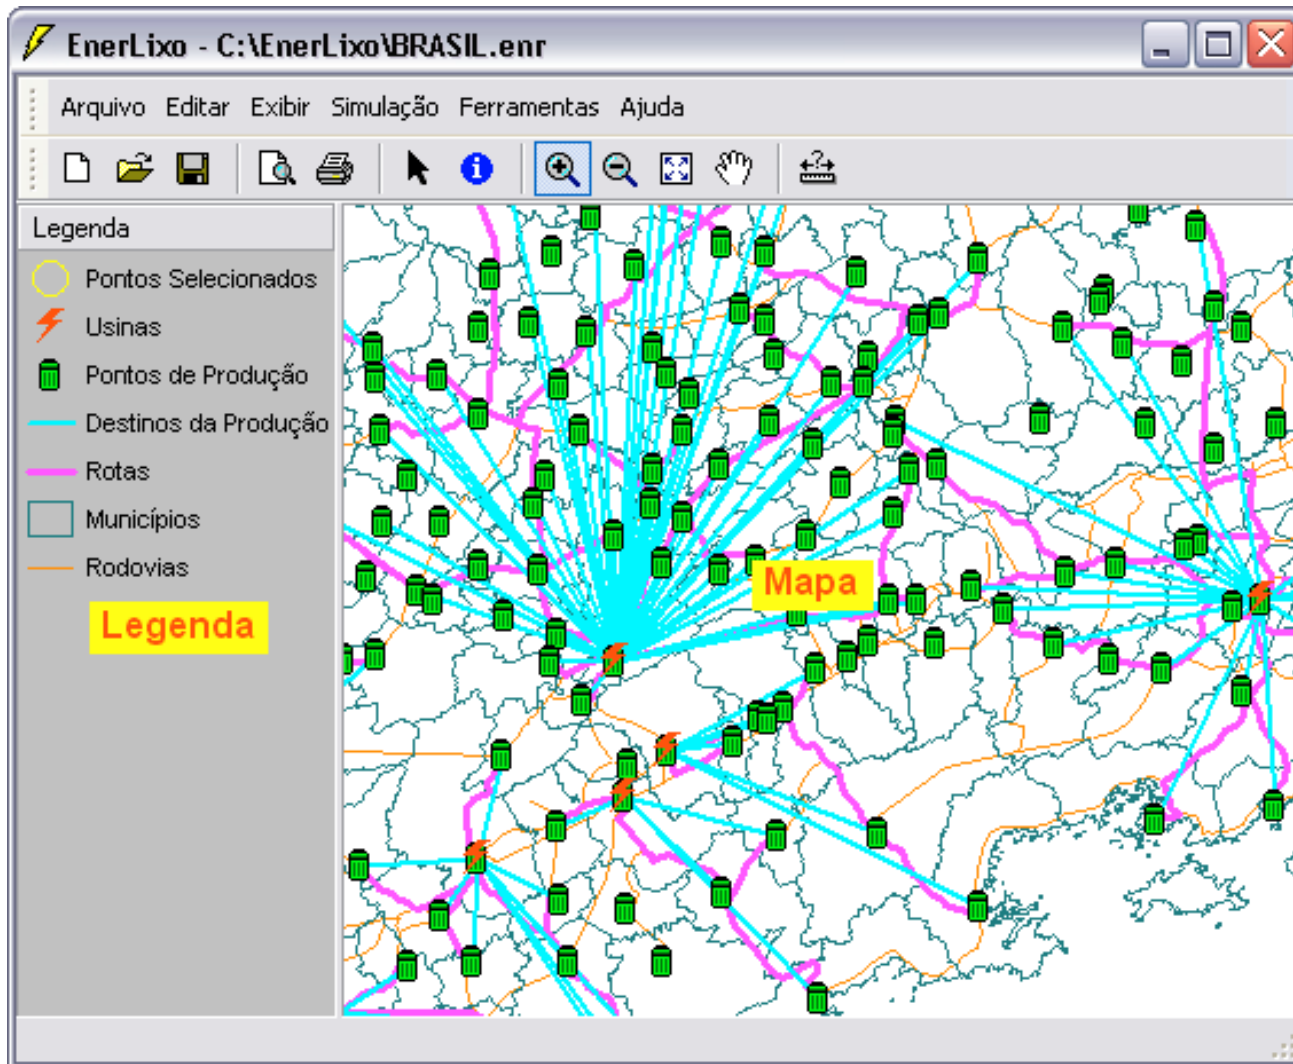 EnerLixo - C:\EnerLixo\BRASIL.enr
Arquivo Editar Exibir Simulação Ferramentas Ajuda
Legenda
Pontos Selecionados
Usinas
Pontos de Produção
Destinos da Produção
Rotas
Municípios
Rodovias
Legenda
Mapa